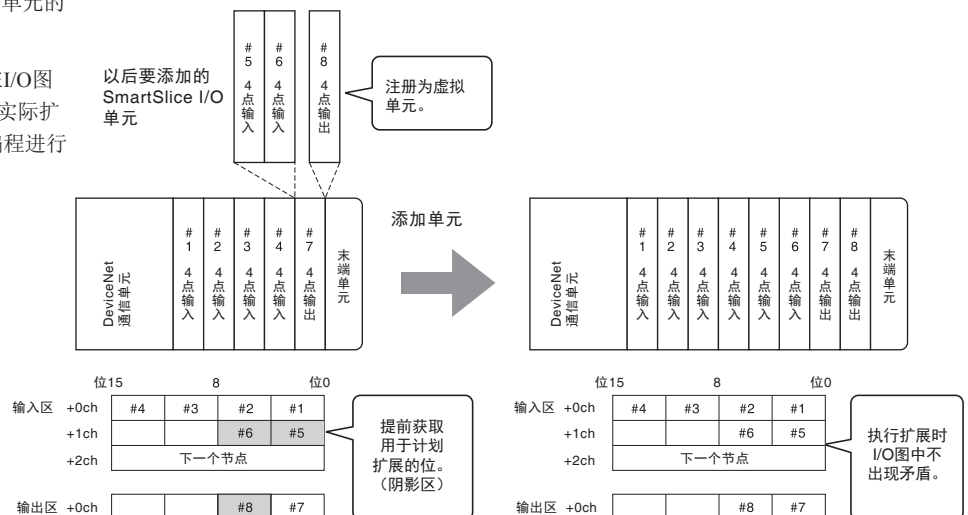 单元的
EI/O图
实际扩
编程进行
以后要添加的
SmartSlice I/O
单元
#5 4点输入
#6 4点输入
#8 4点输出
注册为虚拟
单元。
DeviceNet
通信单元
#1 4点输入
#2 4点输入
#3 4点输入
#4 4点输入
#7 4点输出
末端单元
添加单元
DeviceNet
通信单元
#1 4点输入
#2 4点输入
#3 4点输入
#4 4点输入
#5 4点输入
#6 4点输入
#7 4点输出
#8 4点输出
末端单元
位15 8 位0
输入区 +0ch #4 #3 #2 #1
+1ch #6 #5
+2ch 下一个节点
输出区 +0ch #8 #7
提前获取
用于计划
扩展的位。
（阴影区）
位15 8 位0
输入区 +0ch #4 #3 #2 #1
+1ch #6 #5
+2ch 下一个节点
输出区 +0ch #8 #7
执行扩展时
I/O图中不
出现矛盾。